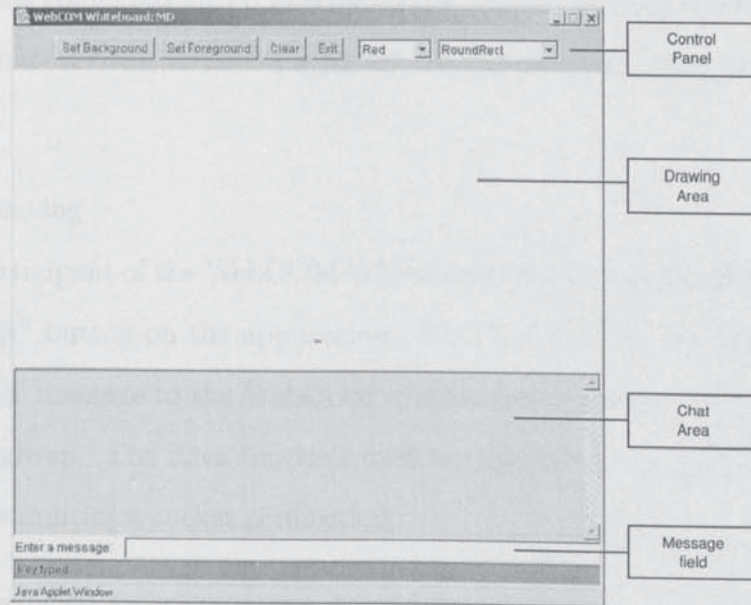 WebCOM Whiteboard: MD
Set Background Set Foreground Clear Exit Red RoundRect
Control
Panel
Drawing
Area
Chat
Area
Enter a message:
Message
field
Key typed
Java Applet Window